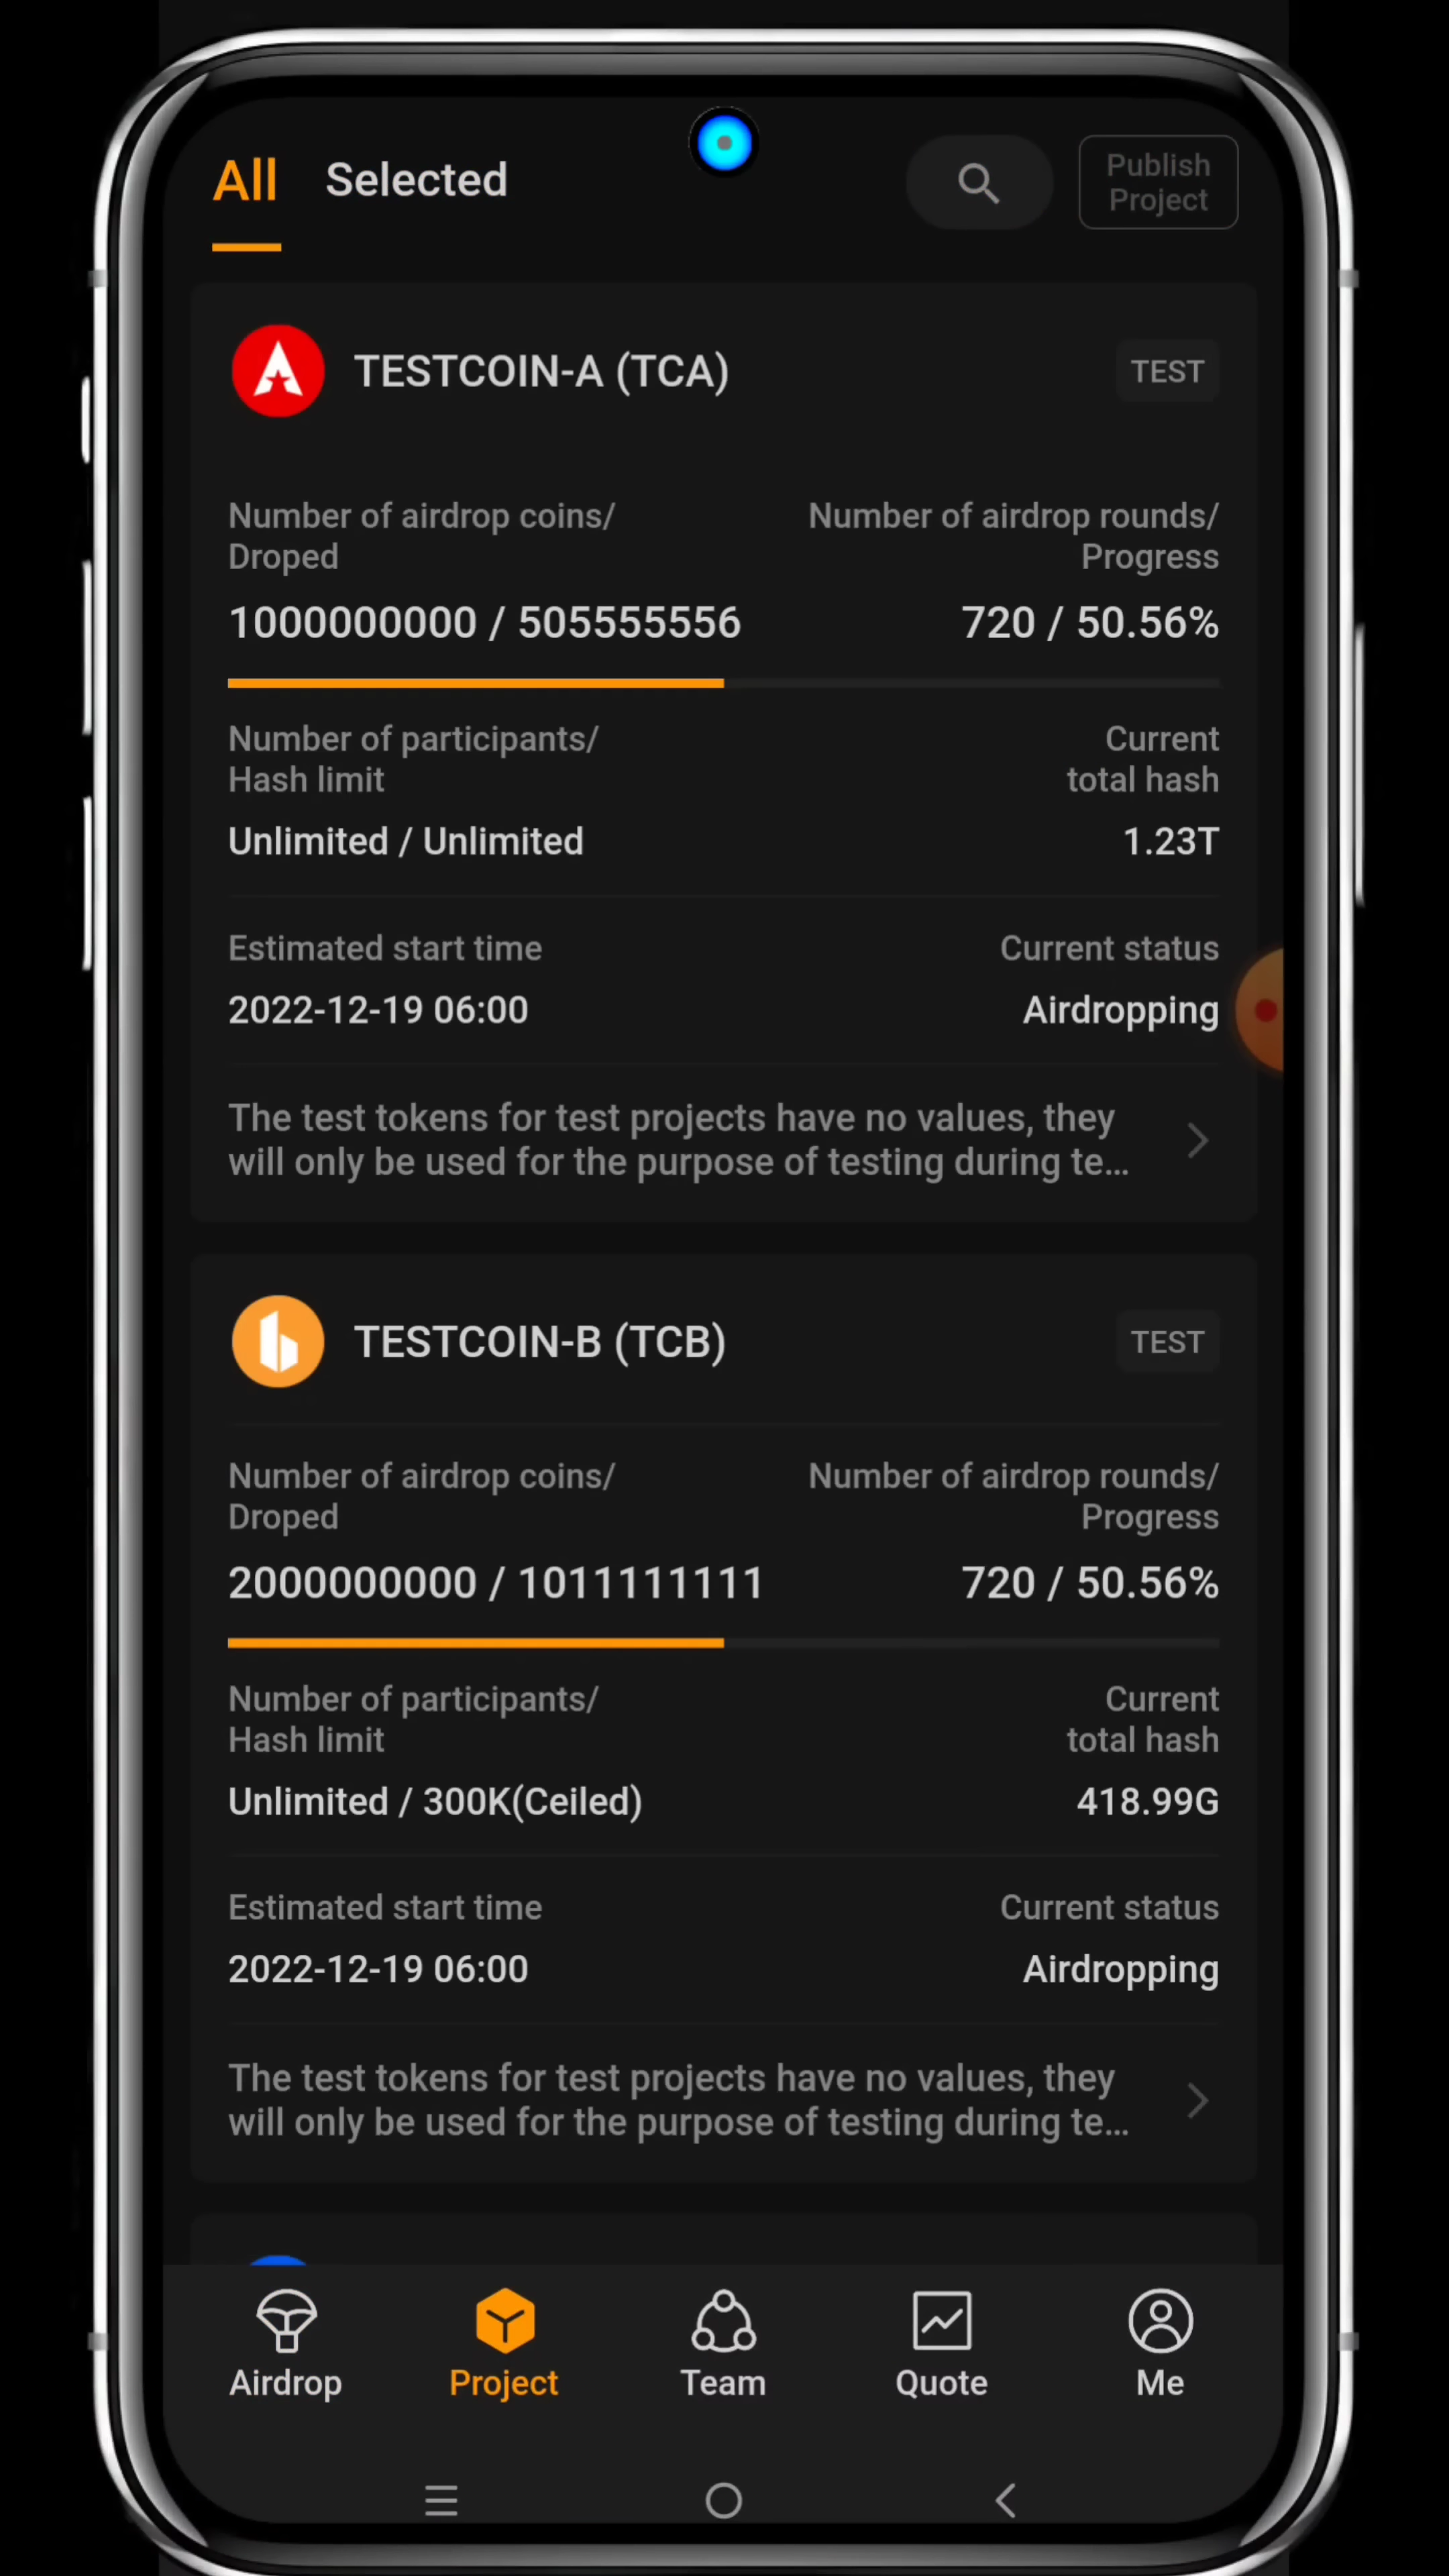 All Selected
Publish
Project
TESTCOIN-A (TCA) TEST
Number of airdrop coins/ Number of airdrop rounds/
Droped Progress
1000000000 / 505555556 720 / 50.56%
Number of participants/ Current
Hash limit total hash
Unlimited / Unlimited 1.23T
Estimated start time Current status
2022-12-19 06:00 Airdropping
The test tokens for test projects have no values, they
will only be used for the purpose of testing during te...
TESTCOIN-B (TCB) TEST
Number of airdrop coins/ Number of airdrop rounds/
Droped Progress
2000000000 / 1011111111 720 / 50.56%
Number of participants/ Current
Hash limit total hash
Unlimited / 300K(Ceiled) 418.99G
Estimated start time Current status
2022-12-19 06:00 Airdropping
The test tokens for test projects have no values, they
will only be used for the purpose of testing during te...
Airdrop Project Team Quote Me